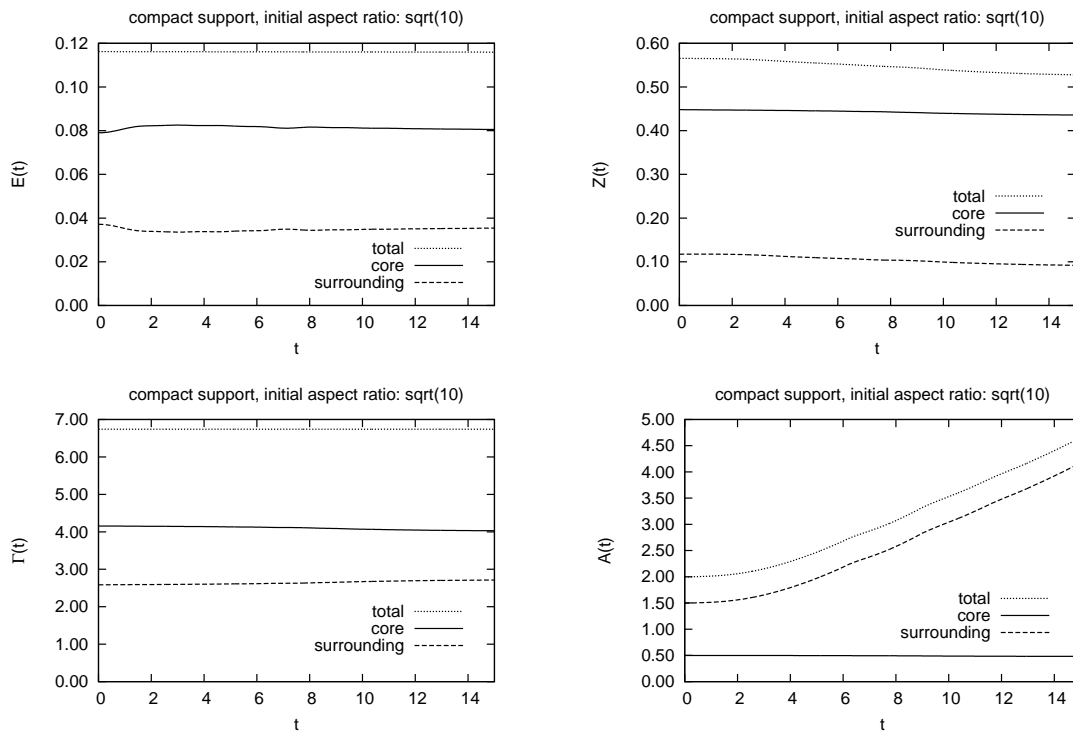 compact support, initial aspect ratio: sqrt(10)
0.12
0.10
0.08
0.06
0.04
0.02
0.00
E(t)
total
core
surrounding
0 2 4 6 8 10 12 14
t
compact support, initial aspect ratio: sqrt(10)
0.60
0.50
0.40
0.30
0.20
0.10
0.00
Z(t)
total
core
surrounding
0 2 4 6 8 10 12 14
t
compact support, initial aspect ratio: sqrt(10)
7.00
6.00
5.00
4.00
3.00
2.00
1.00
0.00
Γ(t)
total
core
surrounding
0 2 4 6 8 10 12 14
t
compact support, initial aspect ratio: sqrt(10)
5.00
4.50
4.00
3.50
3.00
2.50
2.00
1.50
1.00
0.50
0.00
A(t)
total
core
surrounding
0 2 4 6 8 10 12 14
t